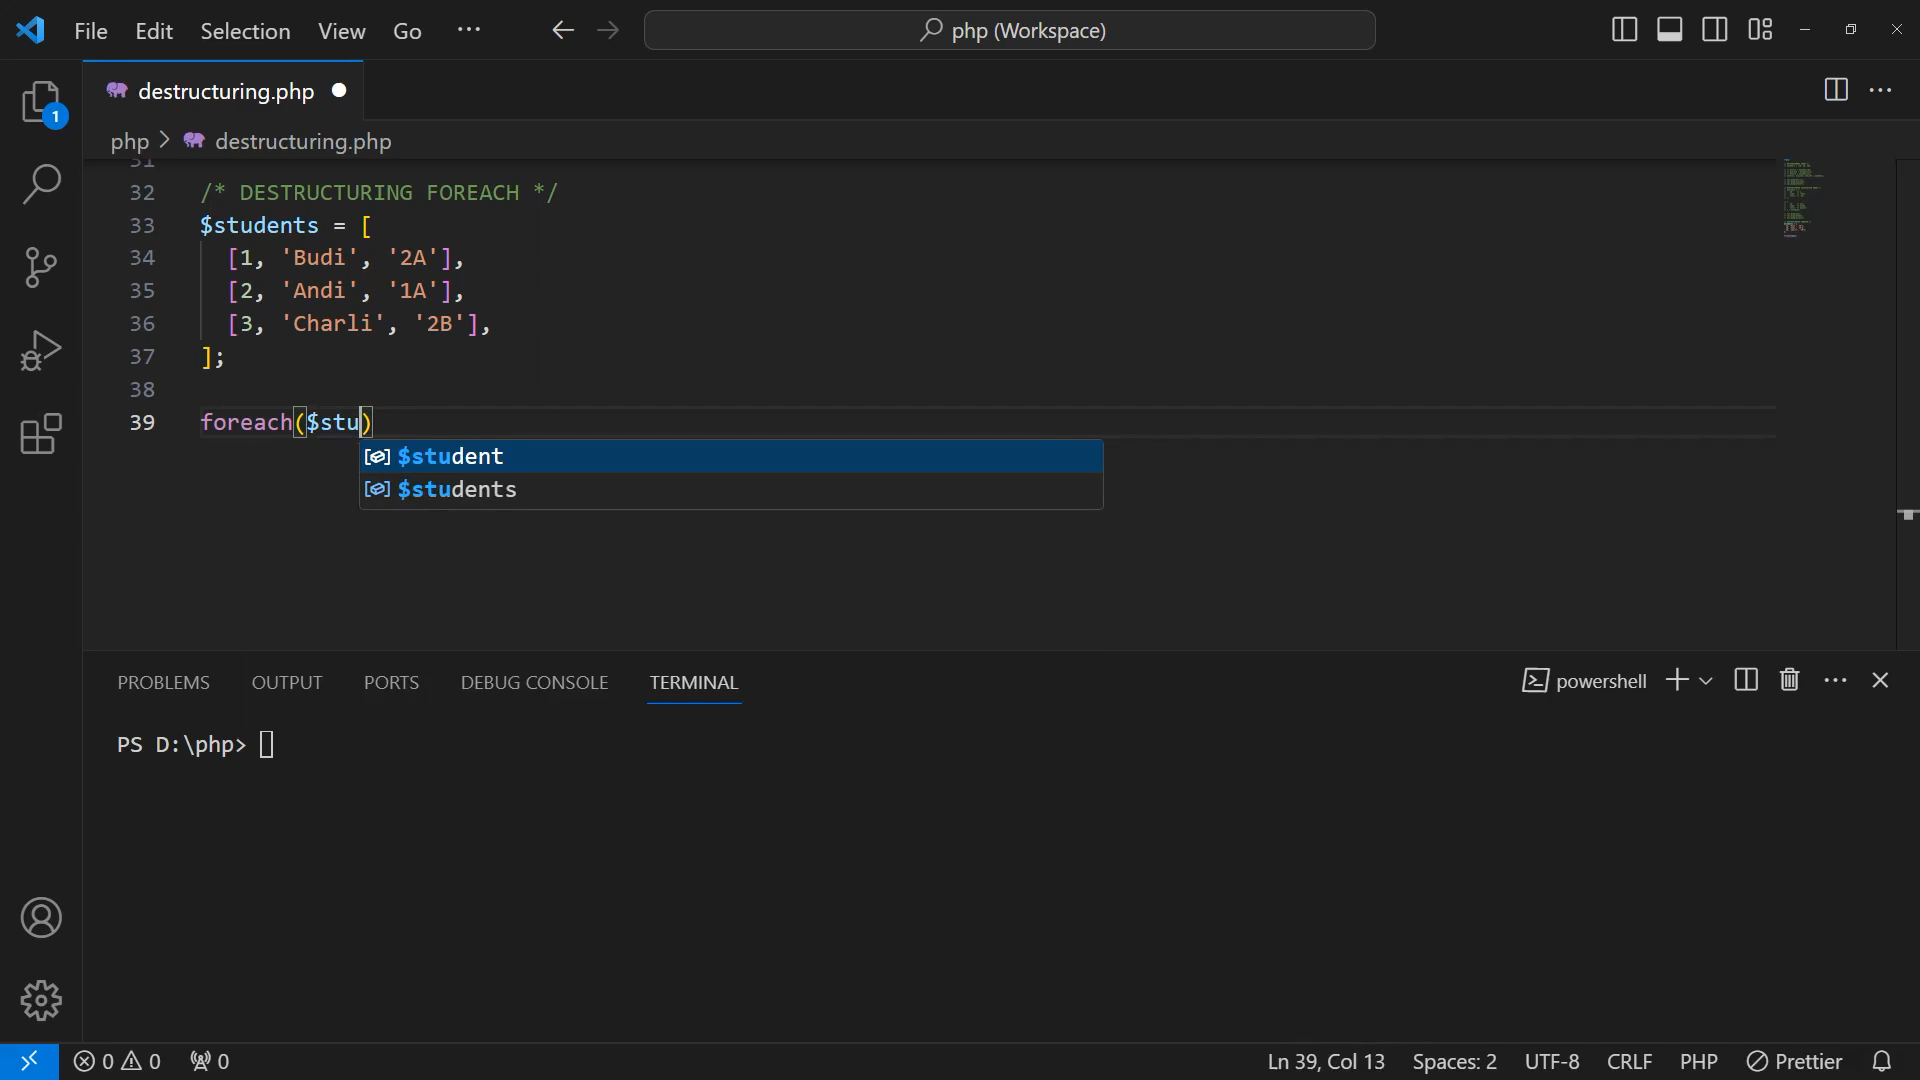 File Edit Selection View Go ···
php (Workspace)
1
destructuring.php
php > destructuring.php
31
32 /* DESTRUCTURING FOREACH */
33 $students = [
34 [1, 'Budi', '2A'],
35 [2, 'Andi', '1A'],
36 [3, 'Charli', '2B'],
37 ];
38
39 foreach($stu)
$student
$students
PROBLEMS OUTPUT PORTS DEBUG CONSOLE TERMINAL
powershell
PS D:\php>
0 0 0
Ln 39, Col 13 Spaces: 2 UTF-8 CRLF PHP Prettier